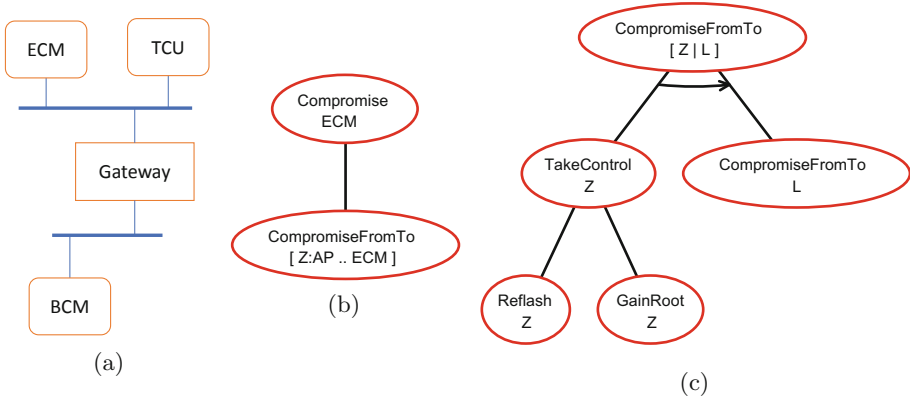 ECM
TCU
Gateway
BCM
(a)
Compromise
ECM
CompromiseFromTo
[ Z:AP .. ECM ]
(b)
CompromiseFromTo
[ Z | L ]
TakeControl
Z
CompromiseFromTo
L
Reflash
Z
GainRoot
Z
(c)